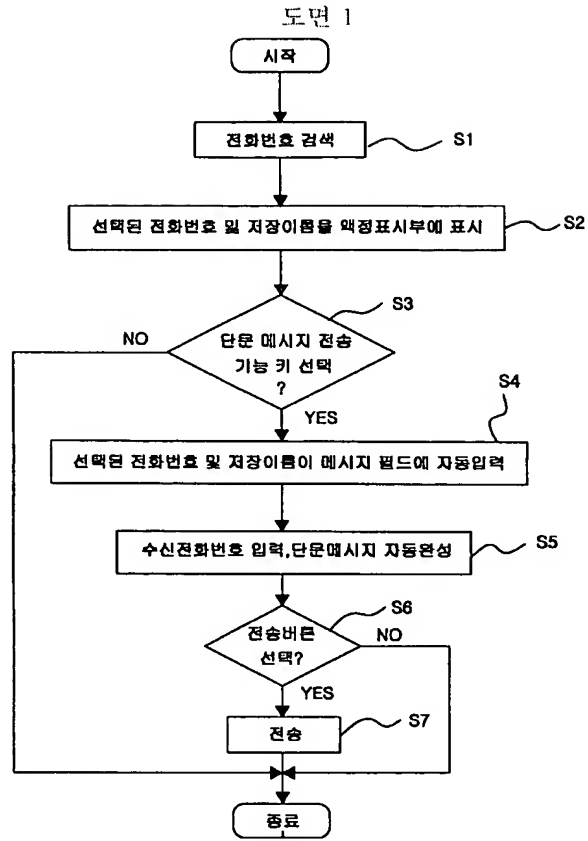 도면 1
시작
전화번호 검색
S1
선택된 전화번호 및 저장이름을 액정표시부에 표시
S2
S3
NO
단문 메시지 전송
기능 키 선택
?
YES
S4
선택된 전화번호 및 저장이름이 메시지 필드에 자동입력
수신전화번호 입력,단문메시지 자동완성
S5
S6
전송버튼
선택?
NO
YES
전송
S7
종료